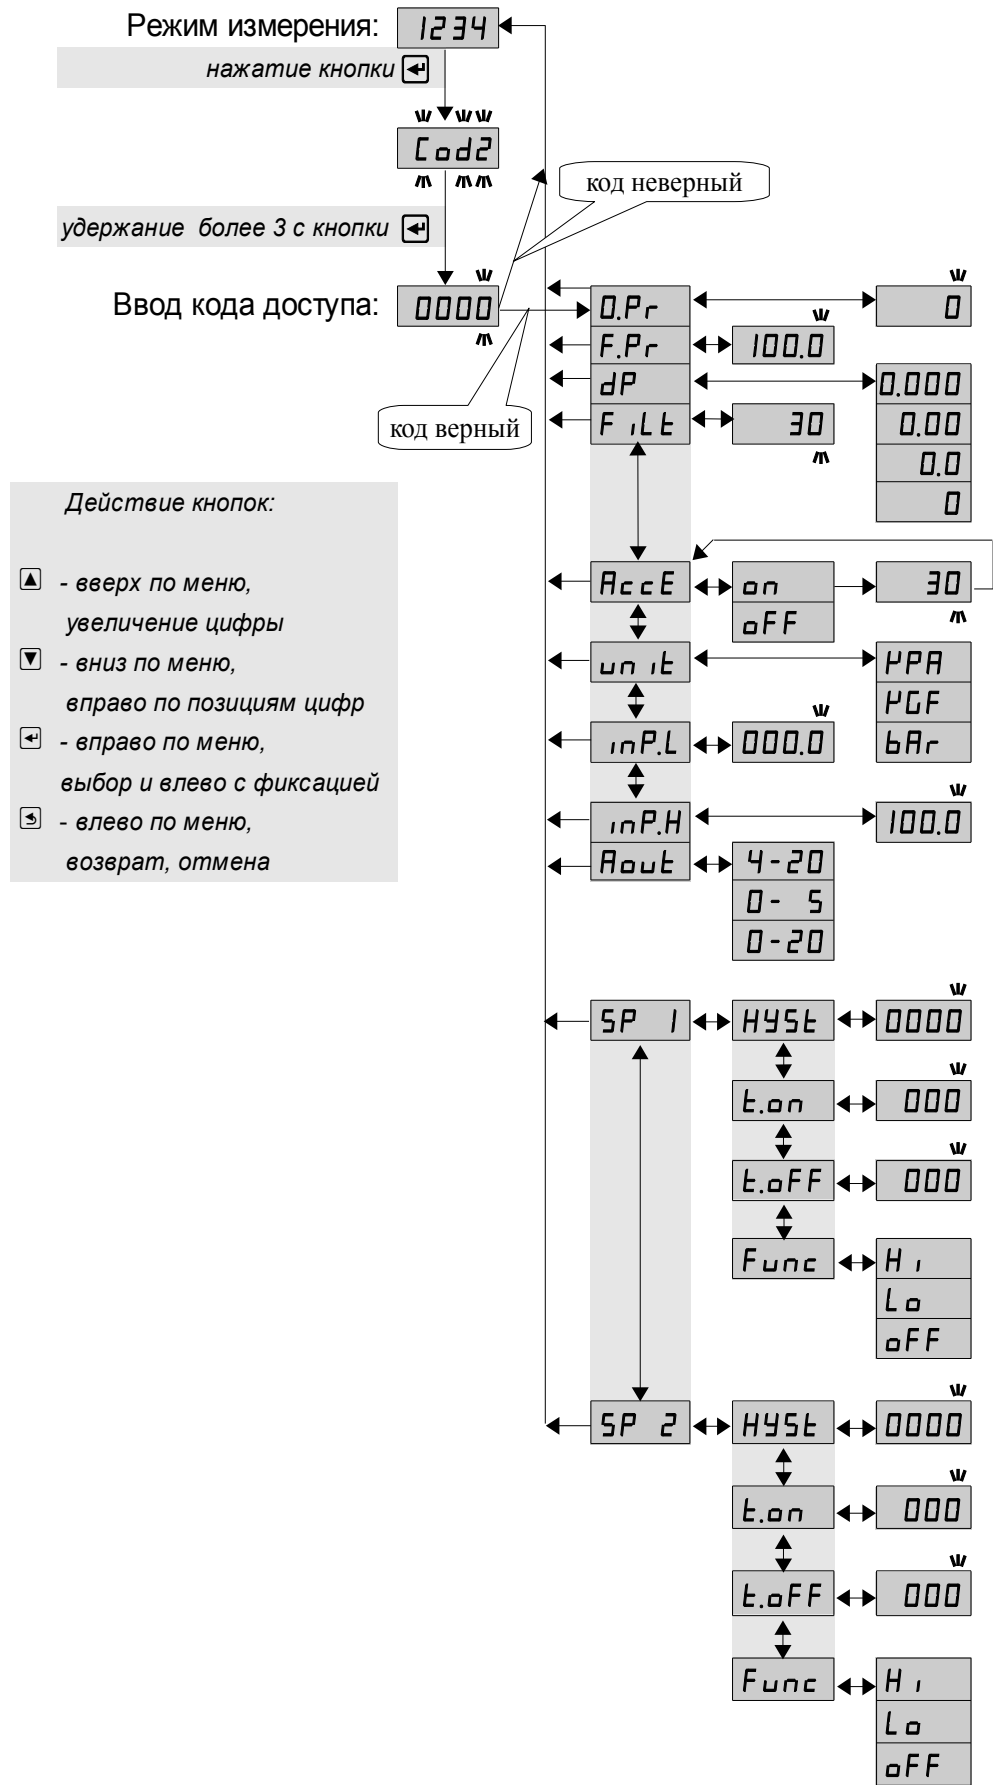 Режим измерения: 1234
нажатие кнопки
Cod2
код неверный
удержание более 3 с кнопки
Ввод кода доступа: 0000
код верный
0.Pr 0
F.Pr 100.0
dP 0.000
0.00
0.0
0
FiLt 30
Действие кнопок:
- вверх по меню,
увеличение цифры
- вниз по меню,
вправо по позициям цифр
- вправо по меню,
выбор и влево с фиксацией
- влево по меню,
возврат, отмена
AccE on 30
oFF
unit µPA
µGF
bAr
inP.L 000.0
inP.H 100.0
Aout 4-20
0- 5
0-20
SP 1 HYSt 0000
t.on 000
t.oFF 000
Func Hi
Lo
oFF
SP 2 HYSt 0000
t.on 000
t.oFF 000
Func Hi
Lo
oFF